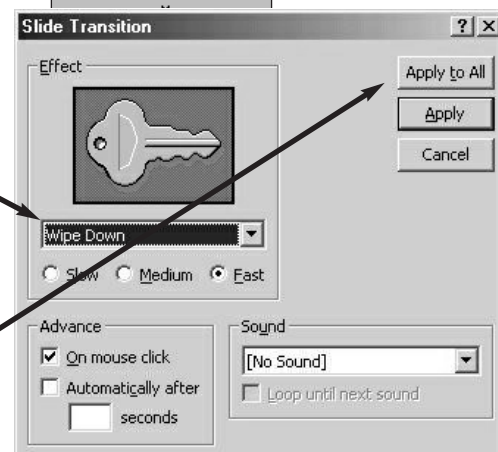 Slide Transition
Effect
Apply to All
Apply
Cancel
Wipe Down
Slow Medium Fast
Advance
On mouse click
Automatically after
seconds
Sound
[No Sound]
Loop until next sound